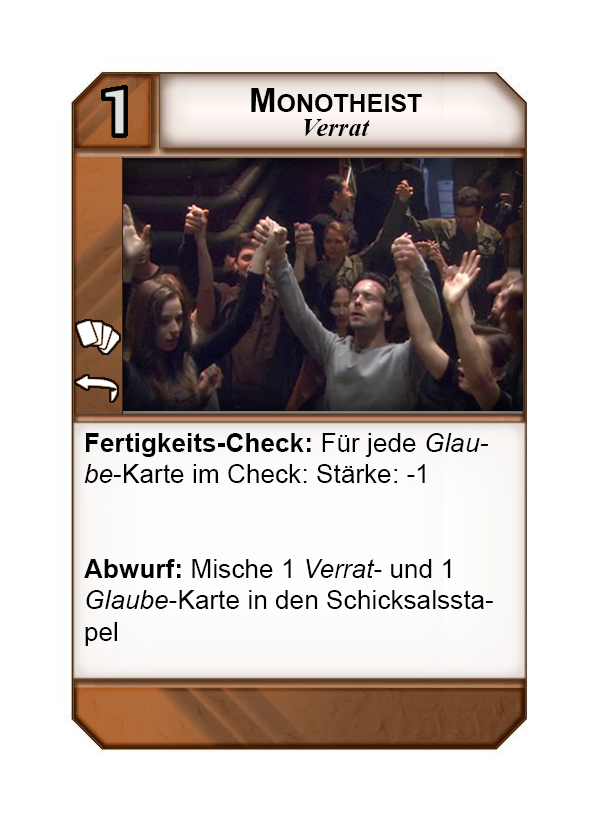 1
MONOTHEIST
Verrat
Fertigkeits-Check: Für jede Glau-
be-Karte im Check: Stärke: -1
Abwurf: Mische 1 Verrat- und 1
Glaube-Karte in den Schicksalssta-
pel